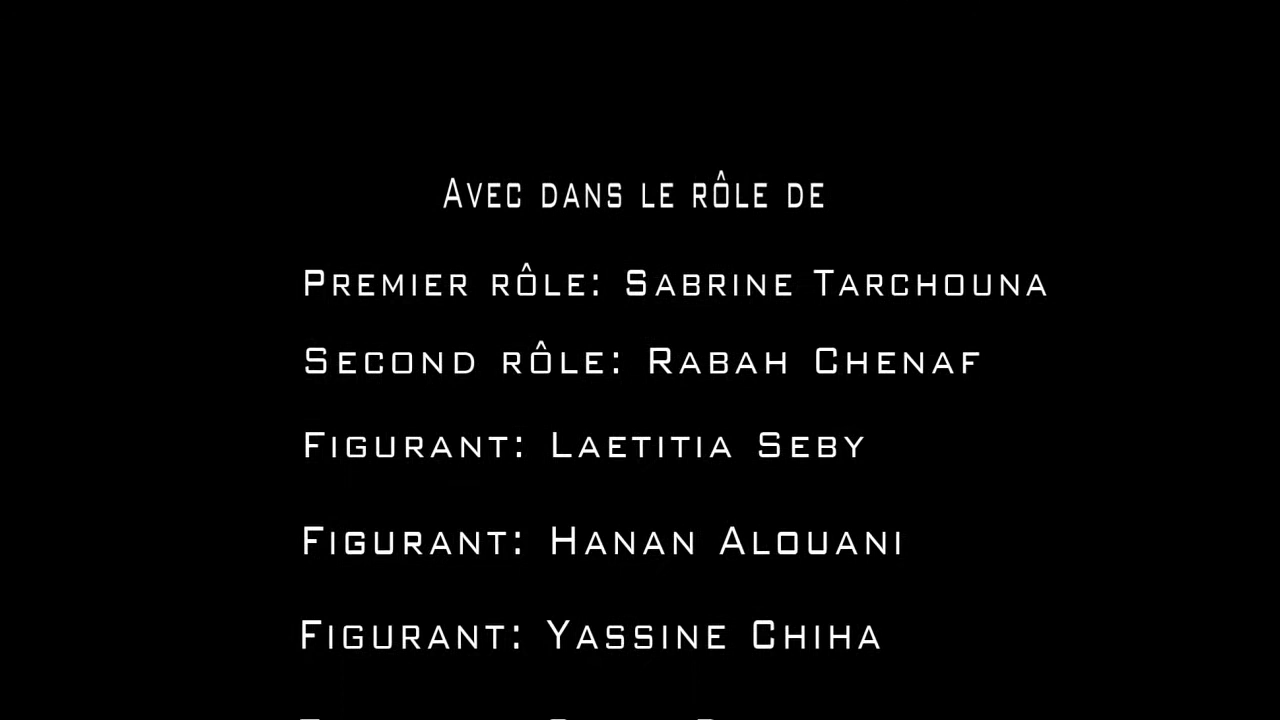 Avec dans le rôle de
Premier rôle: Sabrine Tarchouna
Second rôle: Rabah Chenaf
Figurant: Laetitia Seby
Figurant: Hanan Alouani
Figurant: Yassine Chiha